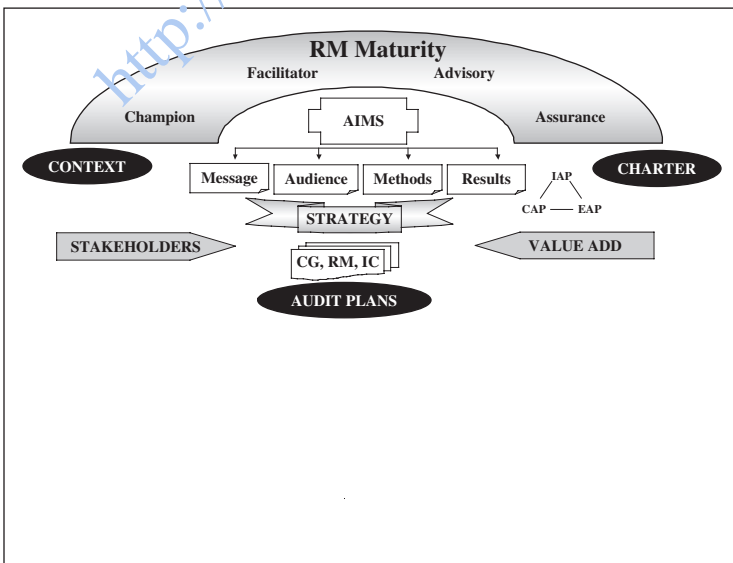 http:/
RM Maturity
Facilitator Advisory
Champion AIMS Assurance
CONTEXT CHARTER
Message Audience Methods Results
IAP
CAP EAP
STRATEGY
STAKEHOLDERS VALUE ADD
CG, RM, IC
AUDIT PLANS